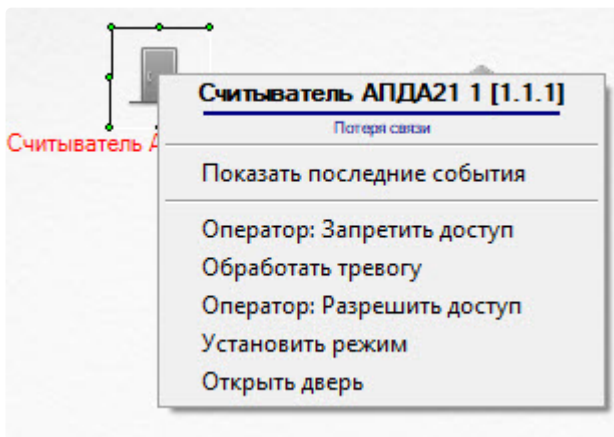 Считыватель АПДА21 1 [1.1.1]
Потеря связи
Считыватель А
Показать последние события
Оператор: Запретить доступ
Обработать тревогу
Оператор: Разрешить доступ
Установить режим
Открыть дверь